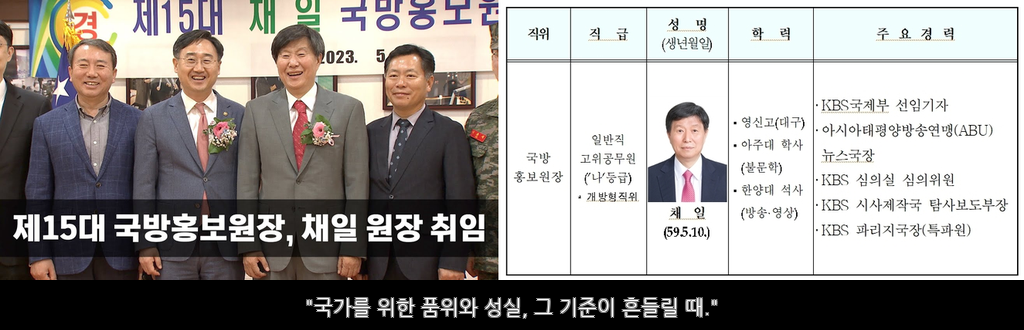 경
제15대 채 일 국방홍보원
2023. 5.
제15대 국방홍보원장, 채일 원장 취임
직위
직 급
성 명
(생년월일)
학 력
주 요 경 력
국방
홍보원장
일반직
고위공무원
('나'등급)
• 개방형직위
채 일
(59.5.10.)
• 영신고(대구)
• 아주대 학사
(불문학)
• 한양대 석사
(방송·영상)
·KBS국제부 선임기자
·아시아태평양방송연맹(ABU)
뉴스국장
·KBS 심의실 심의위원
·KBS 시사제작국 탐사보도부장
·KBS 파리지국장(특파원)
"국가를 위한 품위와 성실, 그 기준이 흔들릴 때."